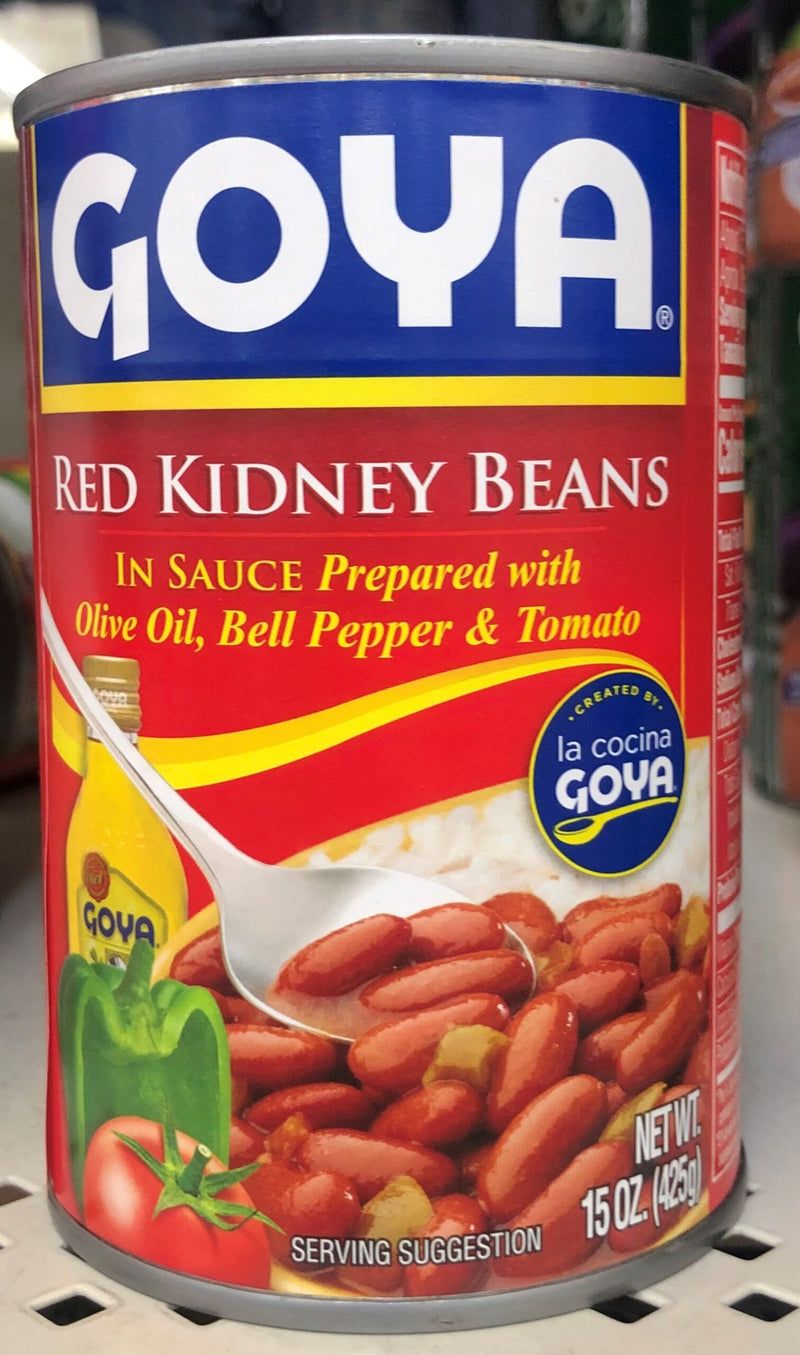 GOYA®
RED KIDNEY BEANS
IN SAUCE Prepared with
Olive Oil, Bell Pepper & Tomato
GOYA
CREATED BY
la cocina
GOYA
GOYA
NET WT.
15 OZ. (425g)
SERVING SUGGESTION